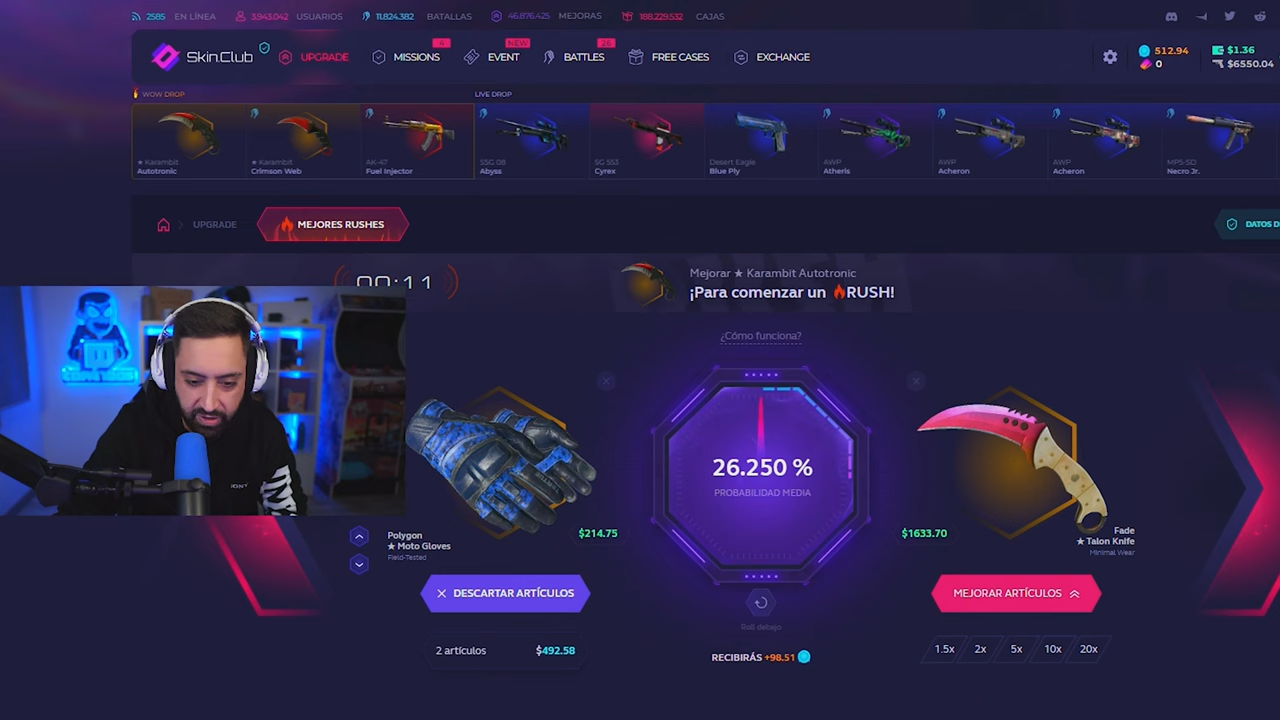 2585 EN LÍNEA 3.943.042 USUARIOS 11.824.382 BATALLAS 46.876.425 MEJORAS 188.229.532 CAJAS
4 NEW 26
Skin.Club UPGRADE MISSIONS EVENT BATTLES FREE CASES EXCHANGE
512.94 $1.36
0 $6550.04
WOW DROP LIVE DROP
★ Karambit
Autotronic
★ Karambit
Crimson Web
AK-47
Fuel Injector
SSG 08
Abyss
SG 553
Cyrex
Desert Eagle
Blue Ply
AWP
Atheris
AWP
Acheron
AWP
Acheron
MP5-SD
Necro Jr.
UPGRADE MEJORES RUSHES DATOS D
00:11
Mejorar ★ Karambit Autotronic
¡Para comenzar un RUSH!
¿Cómo funciona?
26.250 %
PROBABILIDAD MEDIA
$214.75
Polygon
★ Moto Gloves
Field-Tested
$1633.70
Fade
★ Talon Knife
Minimal Wear
DESCARTAR ARTÍCULOS
MEJORAR ARTÍCULOS
Roll debajo
2 artículos $492.58
RECIBIRÁS +98.51
1.5x 2x 5x 10x 20x